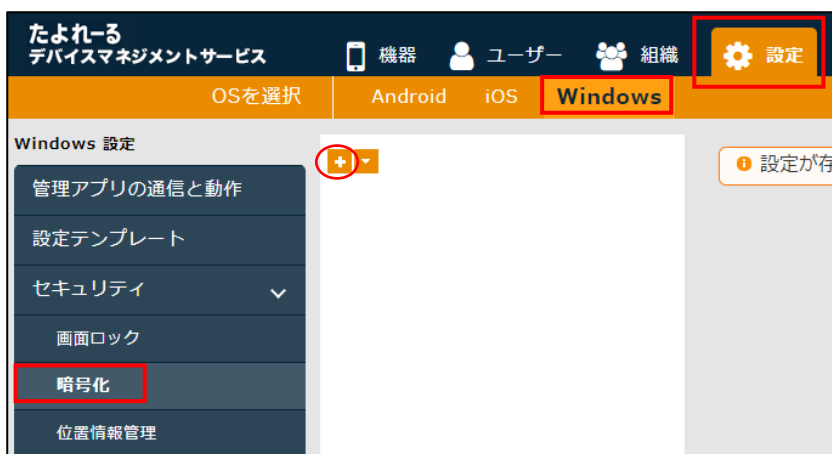 たよれーる
デバイスマネジメントサービス
機器 ユーザー 組織 設定
OSを選択 Android iOS Windows
Windows 設定
管理アプリの通信と動作
設定が存
設定テンプレート
セキュリティ
画面ロック
暗号化
位置情報管理